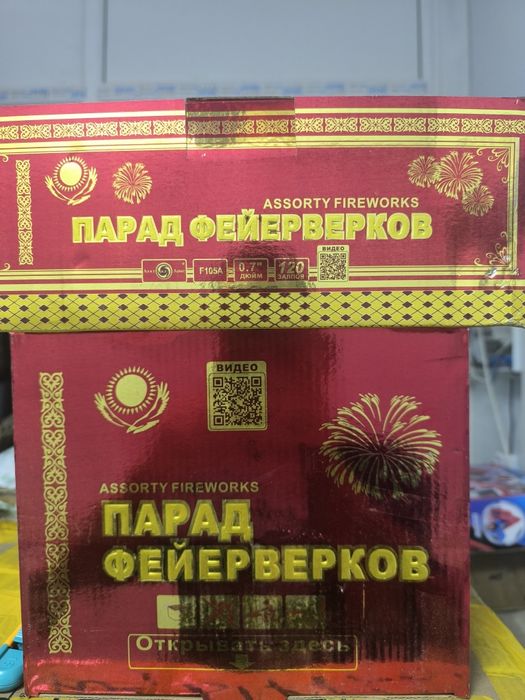 ASSORTY FIREWORKS
ПАРАД ФЕЙЕРВЕРКОВ
ВИДЕО
F105A
0.7"
ДЮЙМ
120
ЗАЛПОВ
ВИДЕО
ASSORTY FIREWORKS
ПАРАД
ФЕЙЕРВЕРКОВ
Открывать здесь